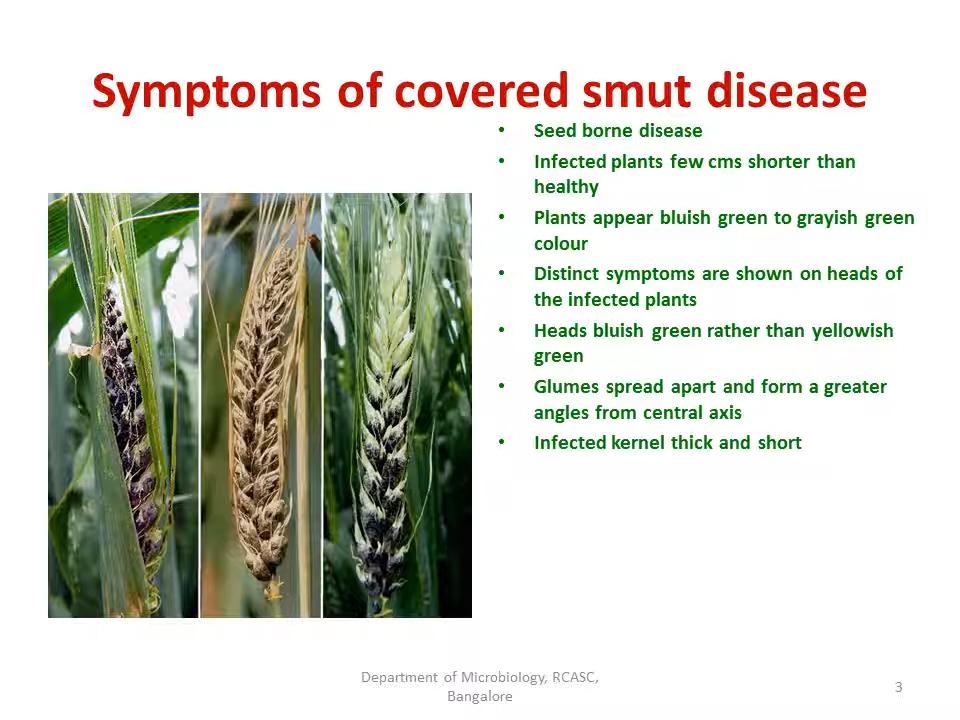 Symptoms of covered smut disease
• Seed borne disease
• Infected plants few cms shorter than
healthy
• Plants appear bluish green to grayish green
colour
• Distinct symptoms are shown on heads of
the infected plants
• Heads bluish green rather than yellowish
green
• Glumes spread apart and form a greater
angles from central axis
• Infected kernel thick and short
Department of Microbiology, RCASC,
Bangalore
3